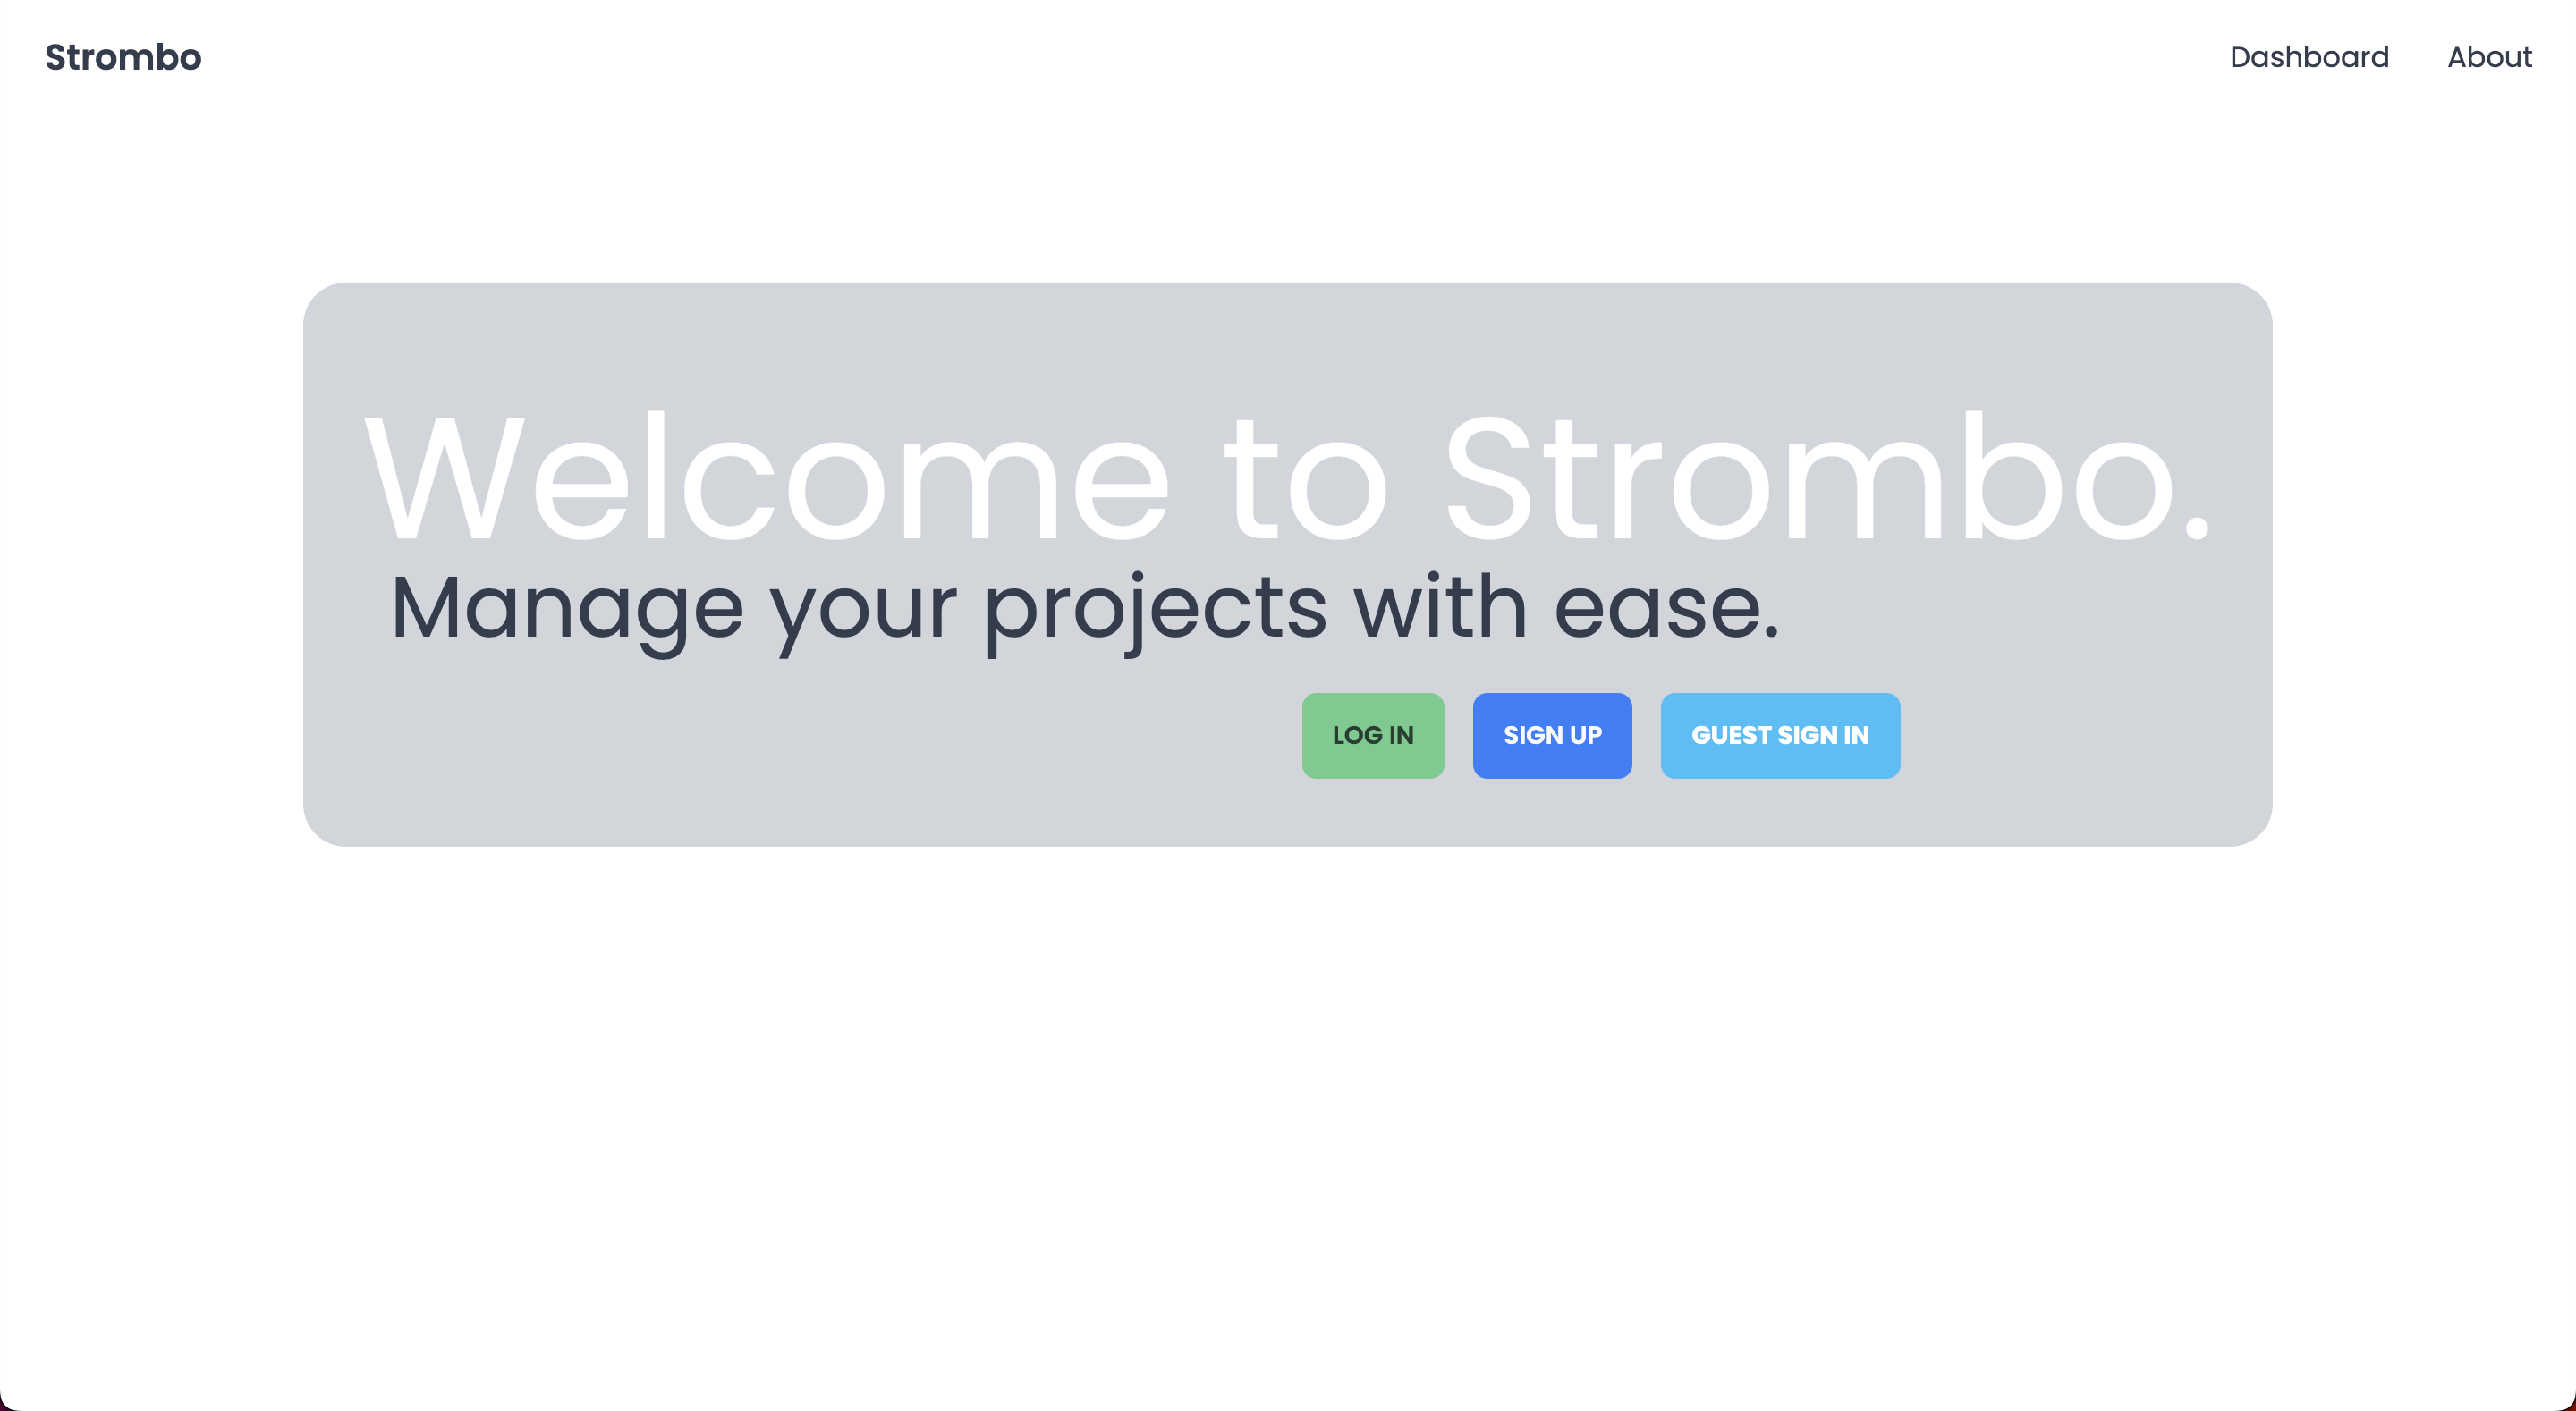 Strombo Dashboard About
Welcome to Strombo.
Manage your projects with ease.
LOG IN SIGN UP GUEST SIGN IN